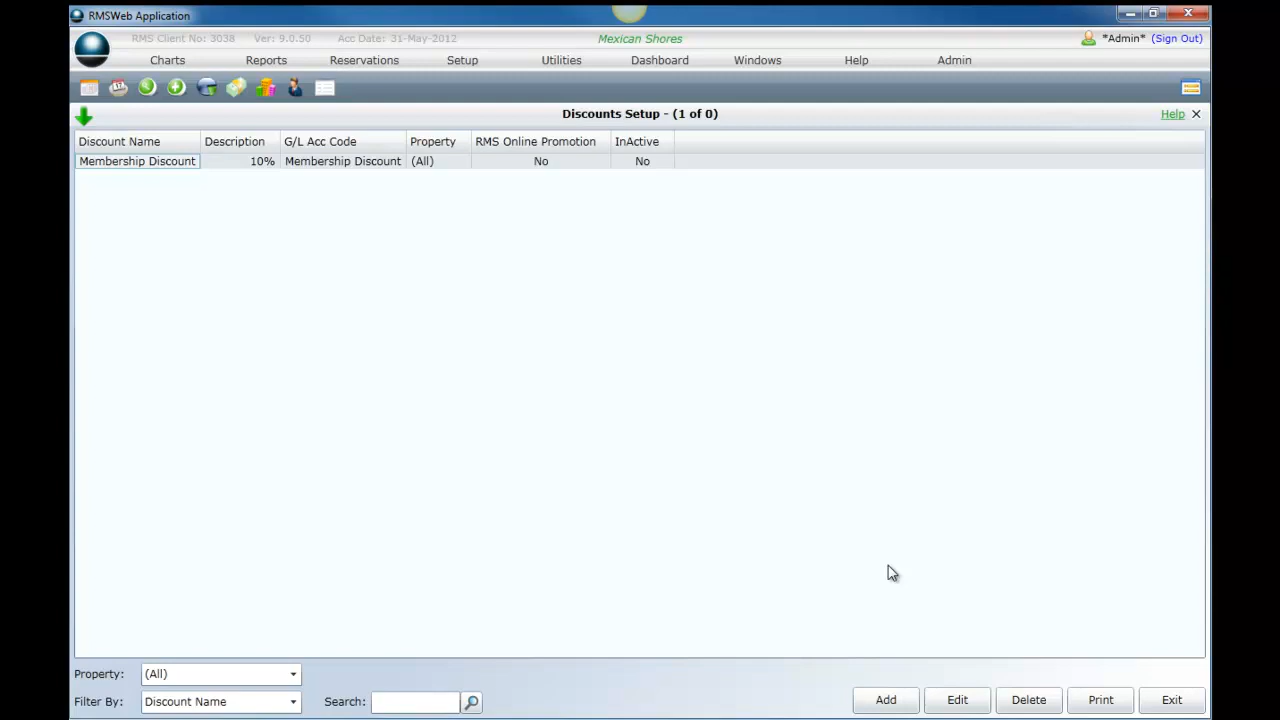 RMSWeb Application
RMS Client No: 3038 Ver: 9.0.50 Acc Date: 31-May-2012 Mexican Shores *Admin* (Sign Out)
Charts Reports Reservations Setup Utilities Dashboard Windows Help Admin
Discounts Setup - (1 of 0) Help
Discount Name Description G/L Acc Code Property RMS Online Promotion InActive
Membership Discount 10% Membership Discount (All) No No
Property: (All)
Filter By: Discount Name Search: Add Edit Delete Print Exit